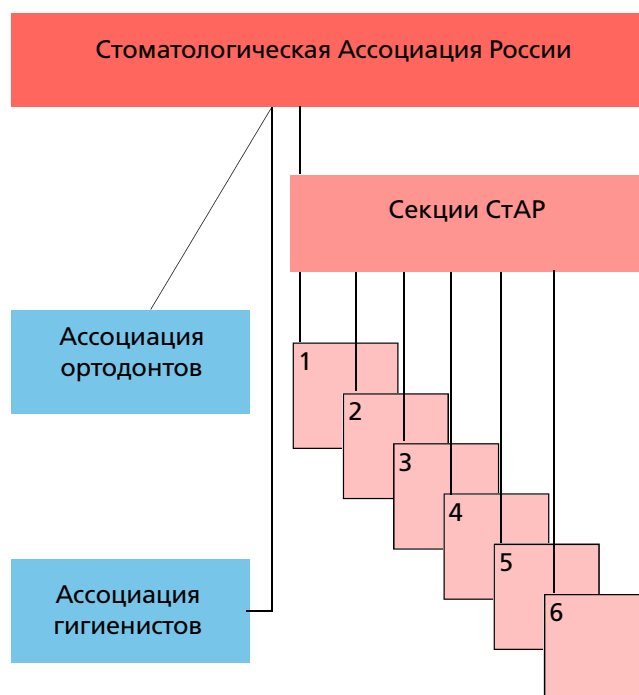 Стоматологическая Ассоциация России
Секции СтАР
Ассоциация
ортодонтов
1
2
3
4
5
6
Ассоциация
гигиенистов